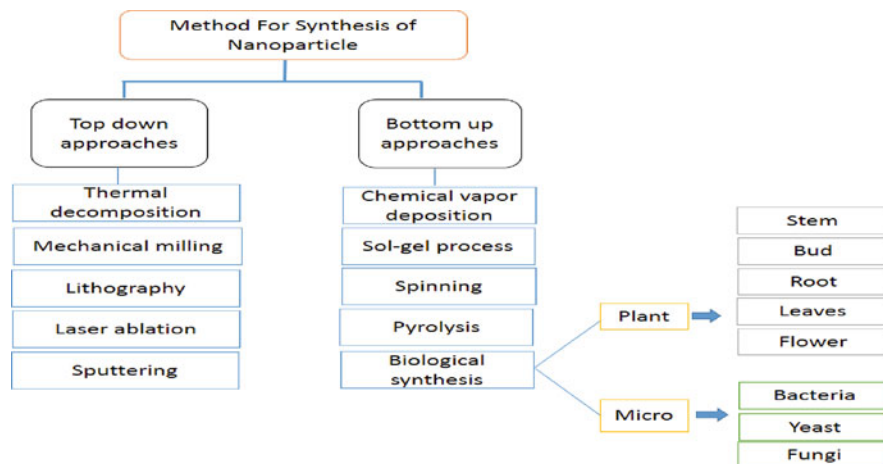 Method For Synthesis of
Nanoparticle
Top down
approaches
Bottom up
approaches
Thermal
decomposition
Mechanical milling
Lithography
Laser ablation
Sputtering
Chemical vapor
deposition
Sol-gel process
Spinning
Pyrolysis
Biological
synthesis
Plant
Micro
Stem
Bud
Root
Leaves
Flower
Bacteria
Yeast
Fungi